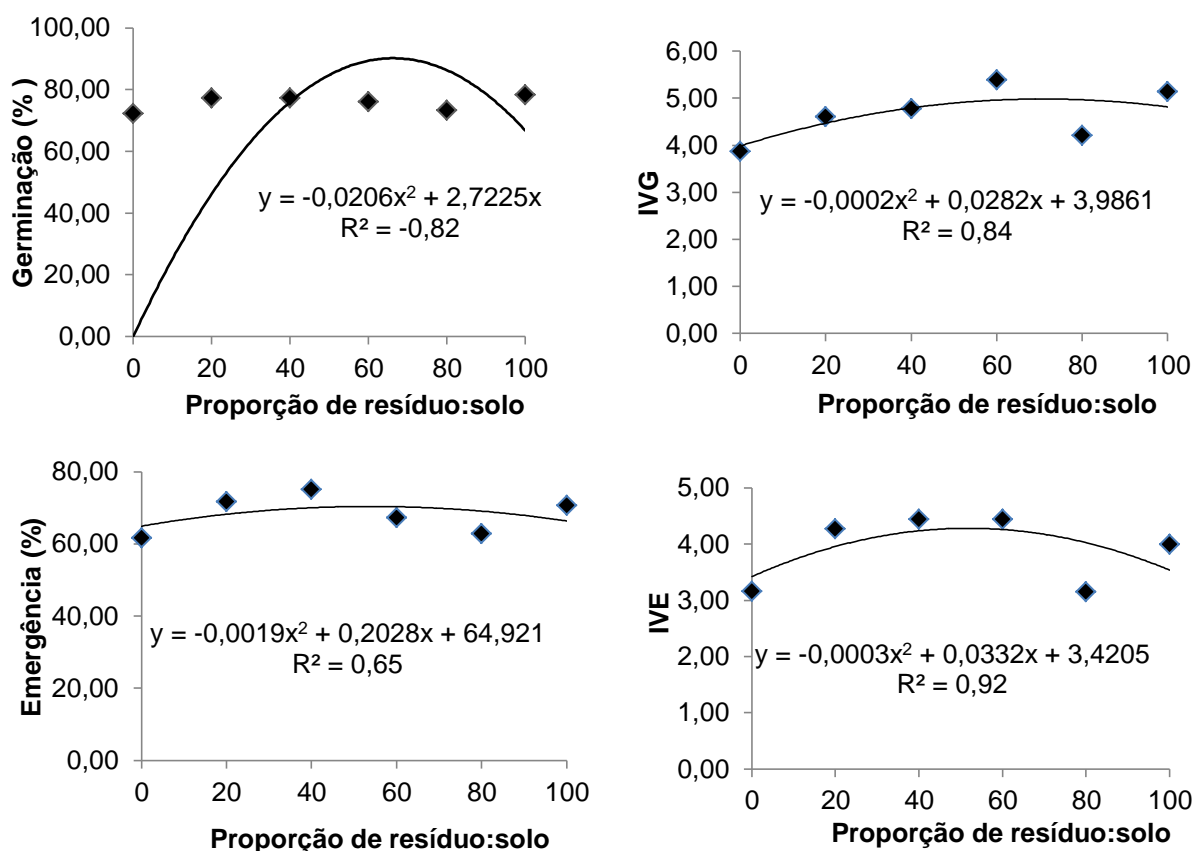 100,00
80,00
60,00
40,00
20,00
0,00
Germinação (% )
y = -0,0206x² + 2,7225x
R² = -0,82
0 20 40 60 80 100
Proporção de resíduo:solo
6,00
5,00
4,00
3,00
2,00
1,00
0,00
IVG
y = -0,0002x² + 0,0282x + 3,9861
R² = 0,84
0 20 40 60 80 100
Proporção de resíduo:solo
80,00
60,00
40,00
20,00
0,00
Emergência (%)
y = -0,0019x² + 0,2028x + 64,921
R² = 0,65
0 20 40 60 80 100
Proporção de resíduo:solo
5,00
4,00
3,00
2,00
1,00
0,00
IVE
y = -0,0003x² + 0,0332x + 3,4205
R² = 0,92
0 20 40 60 80 100
Proporção de resíduo:solo